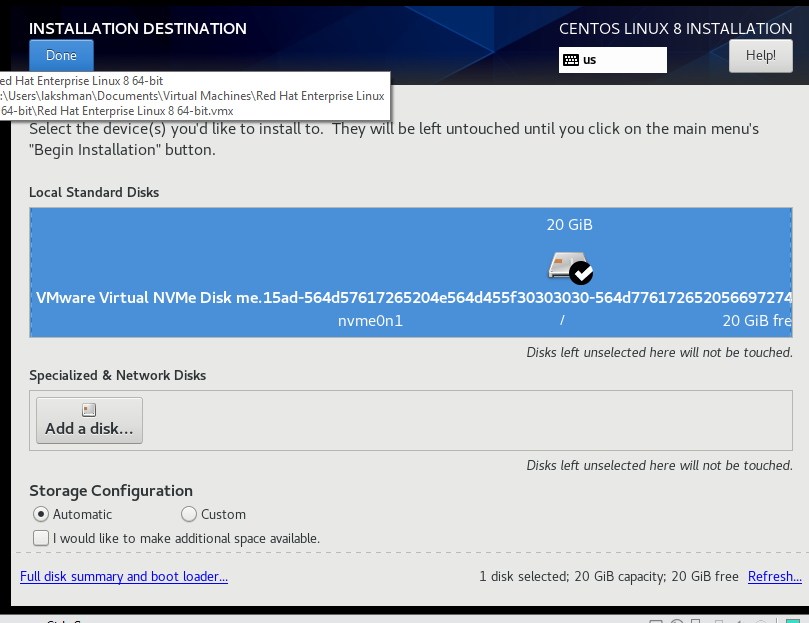 INSTALLATION DESTINATION
CENTOS LINUX 8 INSTALLATION
Done
us
Help!
ed Hat Enterprise Linux 8 64-bit
:\Users\lakshman\Documents\Virtual Machines\Red Hat Enterprise Linux
64-bit\Red Hat Enterprise Linux 8 64-bit.vmx
Select the device(s) you'd like to install to. They will be left untouched until you click on the main menu's
"Begin Installation" button.
Local Standard Disks
20 GiB
VMware Virtual NVMe Disk me.15ad-564d57617265204e564d455f30303030-564d776172652056697274
nvme0n1 / 20 GiB fre
Disks left unselected here will not be touched.
Specialized & Network Disks
Add a disk...
Disks left unselected here will not be touched.
Storage Configuration
Automatic Custom
I would like to make additional space available.
Full disk summary and boot loader... 1 disk selected; 20 GiB capacity; 20 GiB free Refresh...